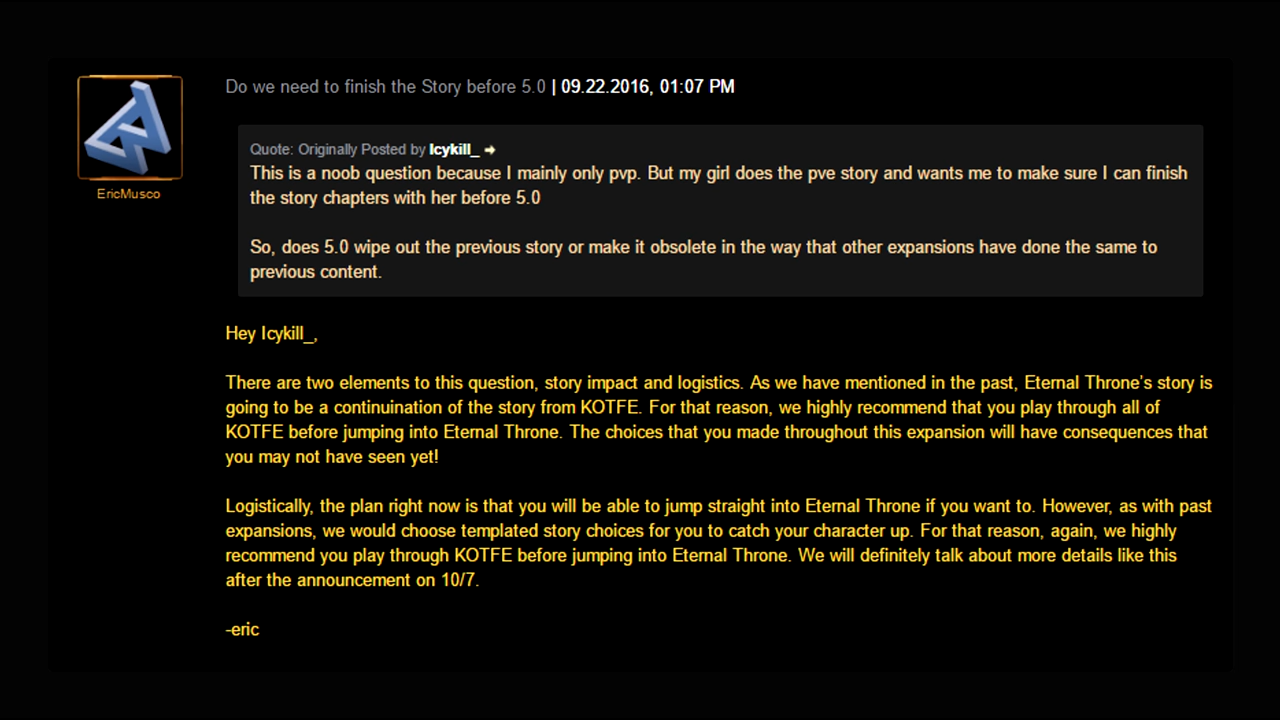 Do we need to finish the Story before 5.0 | 09.22.2016, 01:07 PM
EricMusco
Quote: Originally Posted by Icykill_
This is a noob question because I mainly only pvp. But my girl does the pve story and wants me to make sure I can finish
the story chapters with her before 5.0
So, does 5.0 wipe out the previous story or make it obsolete in the way that other expansions have done the same to
previous content.
Hey Icykill_,
There are two elements to this question, story impact and logistics. As we have mentioned in the past, Eternal Throne's story is
going to be a continuination of the story from KOTFE. For that reason, we highly recommend that you play through all of
KOTFE before jumping into Eternal Throne. The choices that you made throughout this expansion will have consequences that
you may not have seen yet!
Logistically, the plan right now is that you will be able to jump straight into Eternal Throne if you want to. However, as with past
expansions, we would choose templated story choices for you to catch your character up. For that reason, again, we highly
recommend you play through KOTFE before jumping into Eternal Throne. We will definitely talk about more details like this
after the announcement on 10/7.
-eric